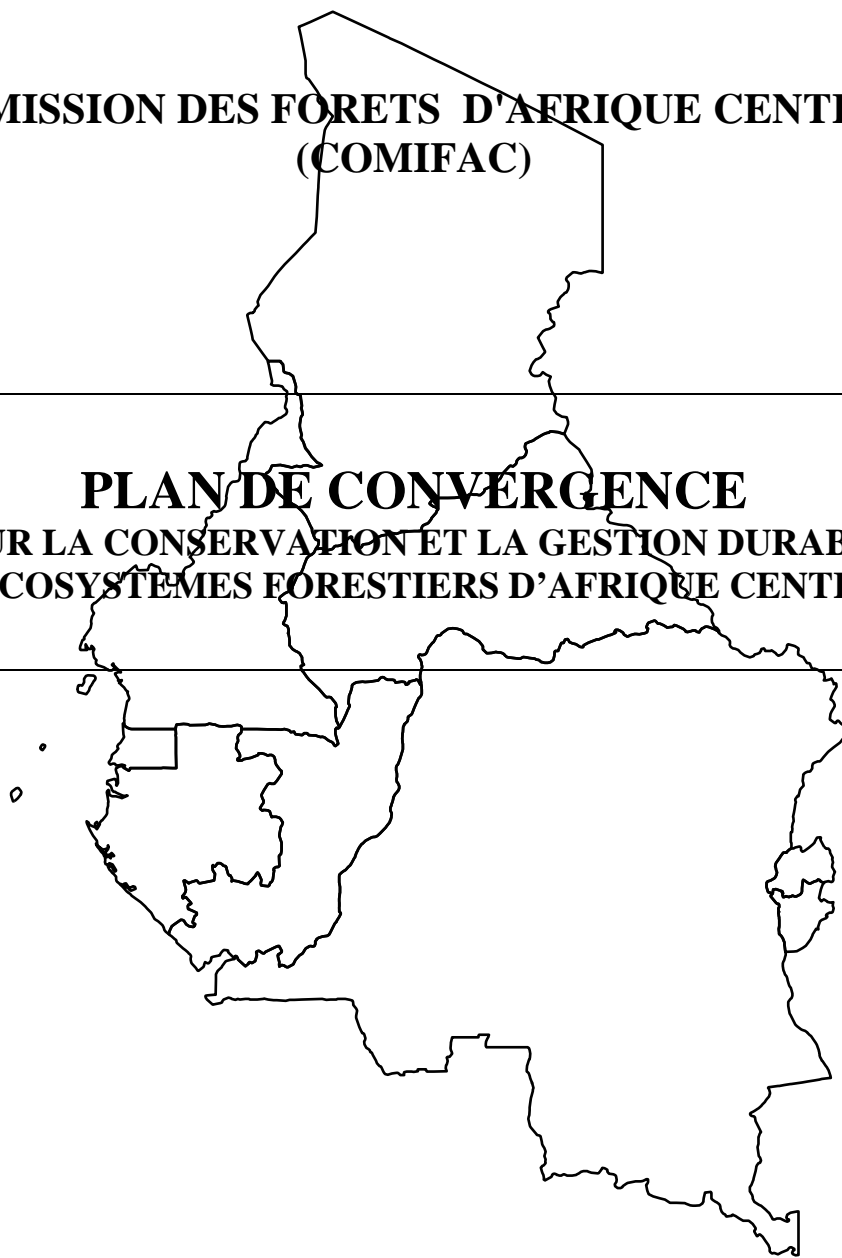 MISSION DES FORETS D'AFRIQUE CENT
(COMIFAC)
PLAN DE CONVERGENCE
UR LA CONSERVATION ET LA GESTION DURAB
COSYSTÈMES FORESTIERS D’AFRIQUE CENT